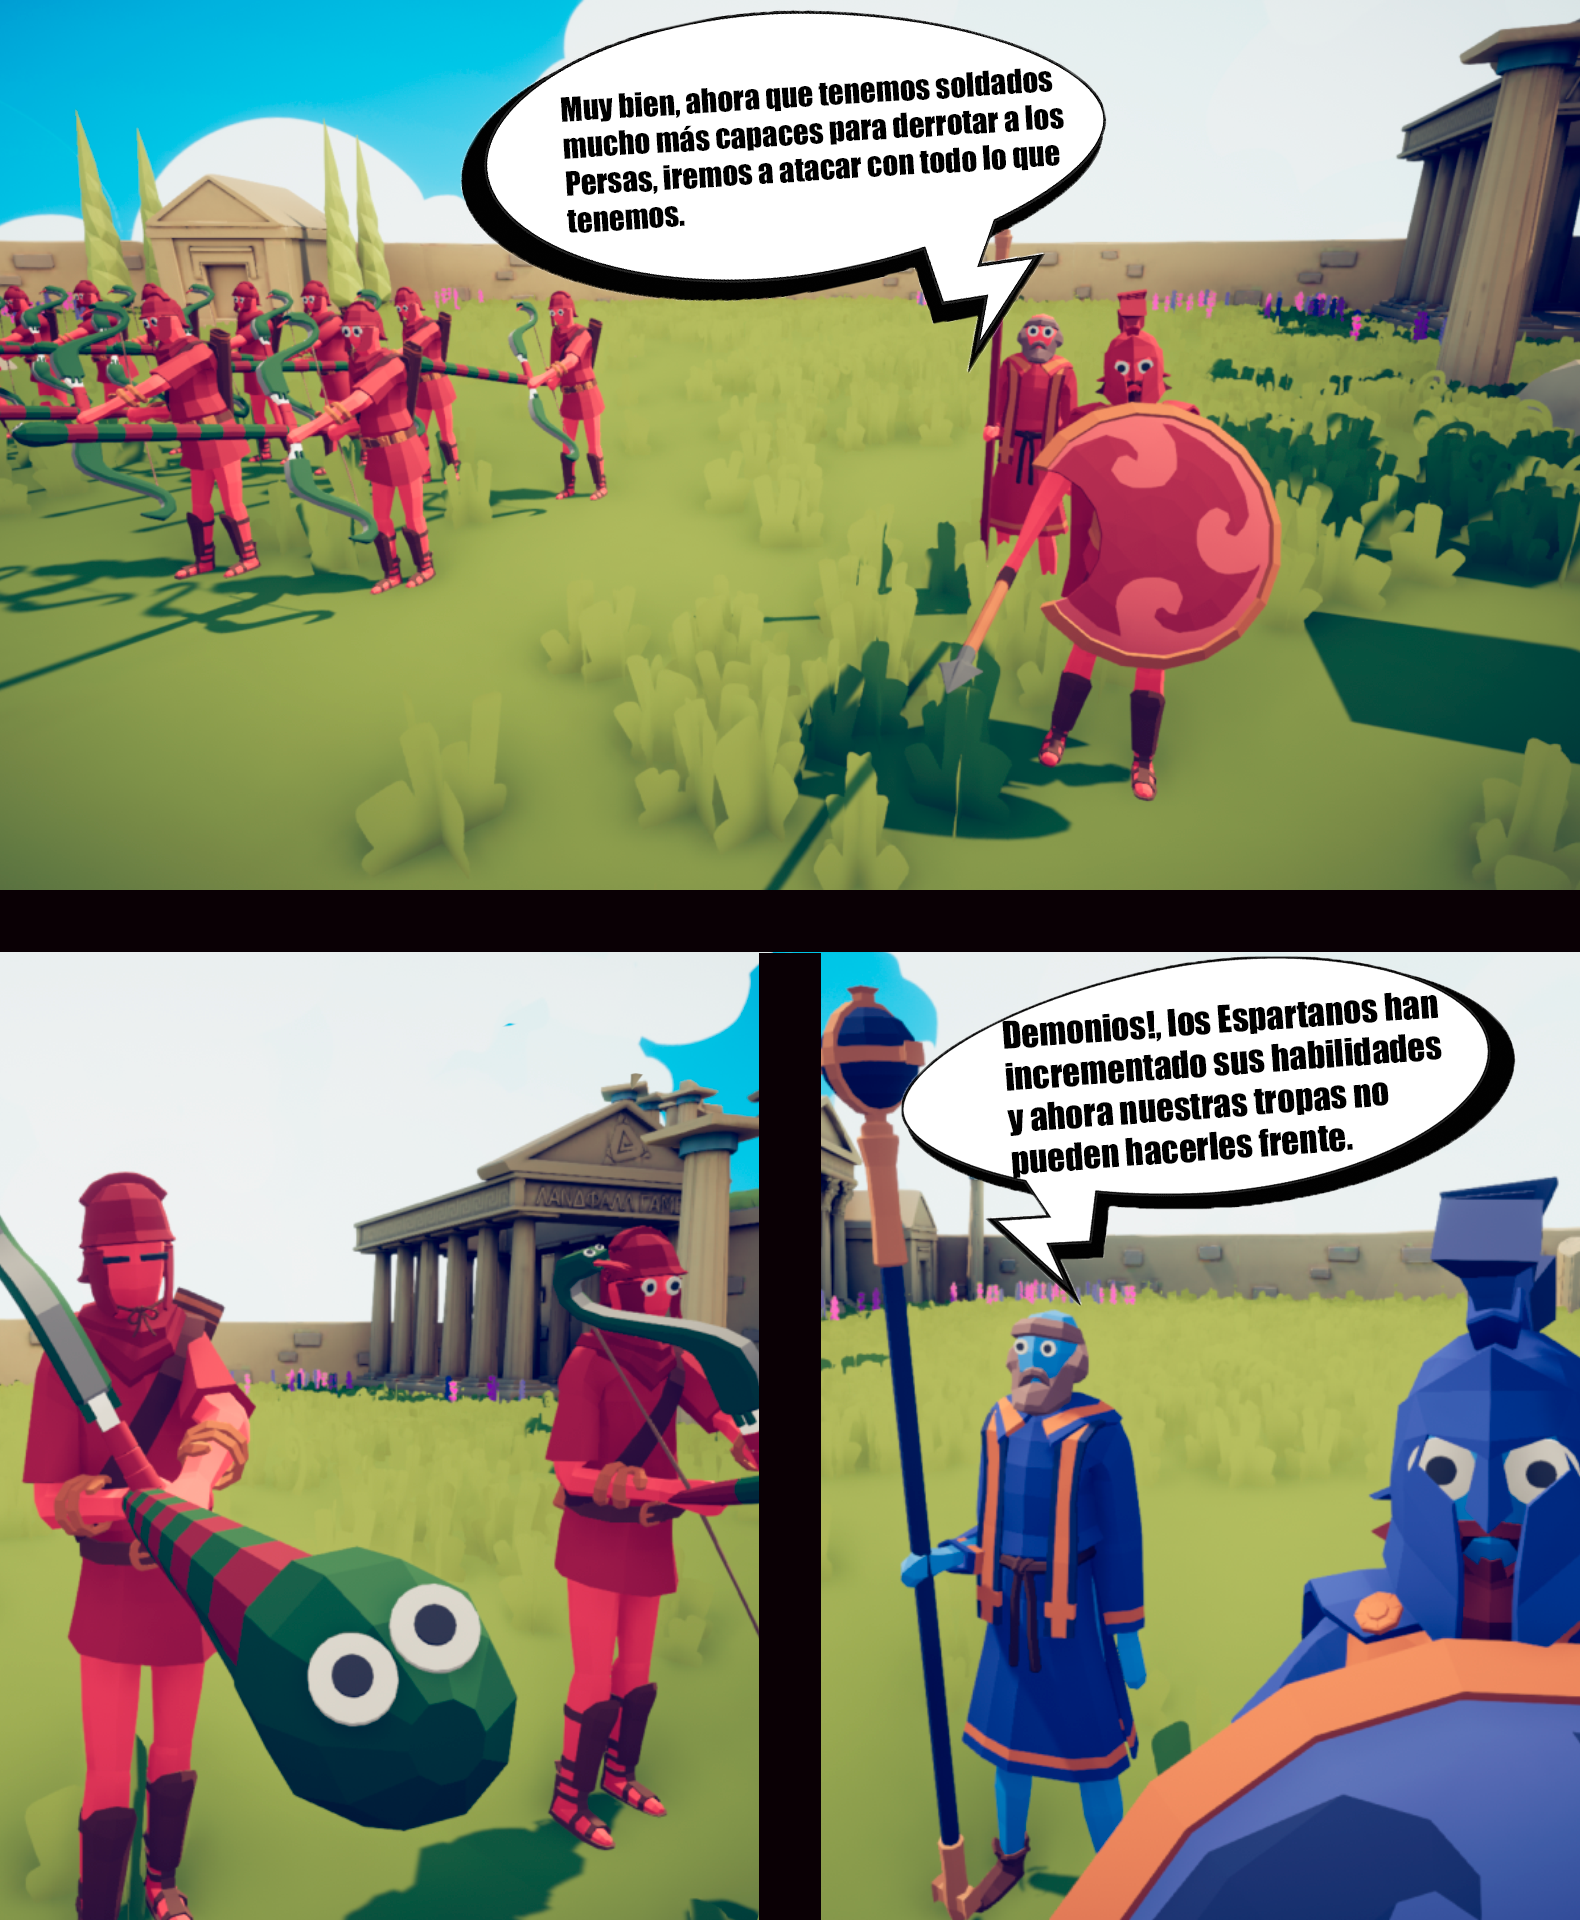 Muy bien, ahora que tenemos soldados
mucho más capaces para derrotar a los
Persas, iremos a atacar con todo lo que
tenemos.
Demonios!, los Espartanos han
incrementado sus habilidades
y ahora nuestras tropas no
pueden hacerles frente.